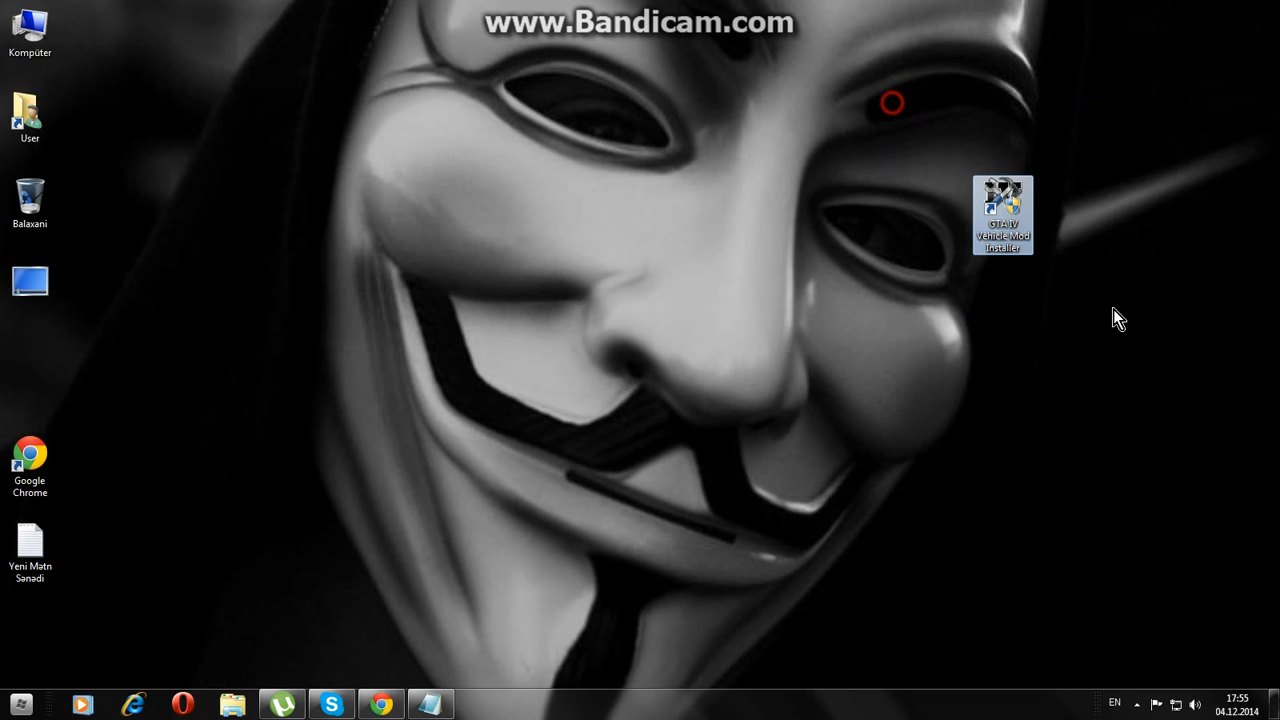 www.Bandicam.com
Kompüter
User
Balaxani
GTA IV
Vehicle Mod
Installer
Google
Chrome
Yeni Mətn
Sənədi
EN
17:55
04.12.2014